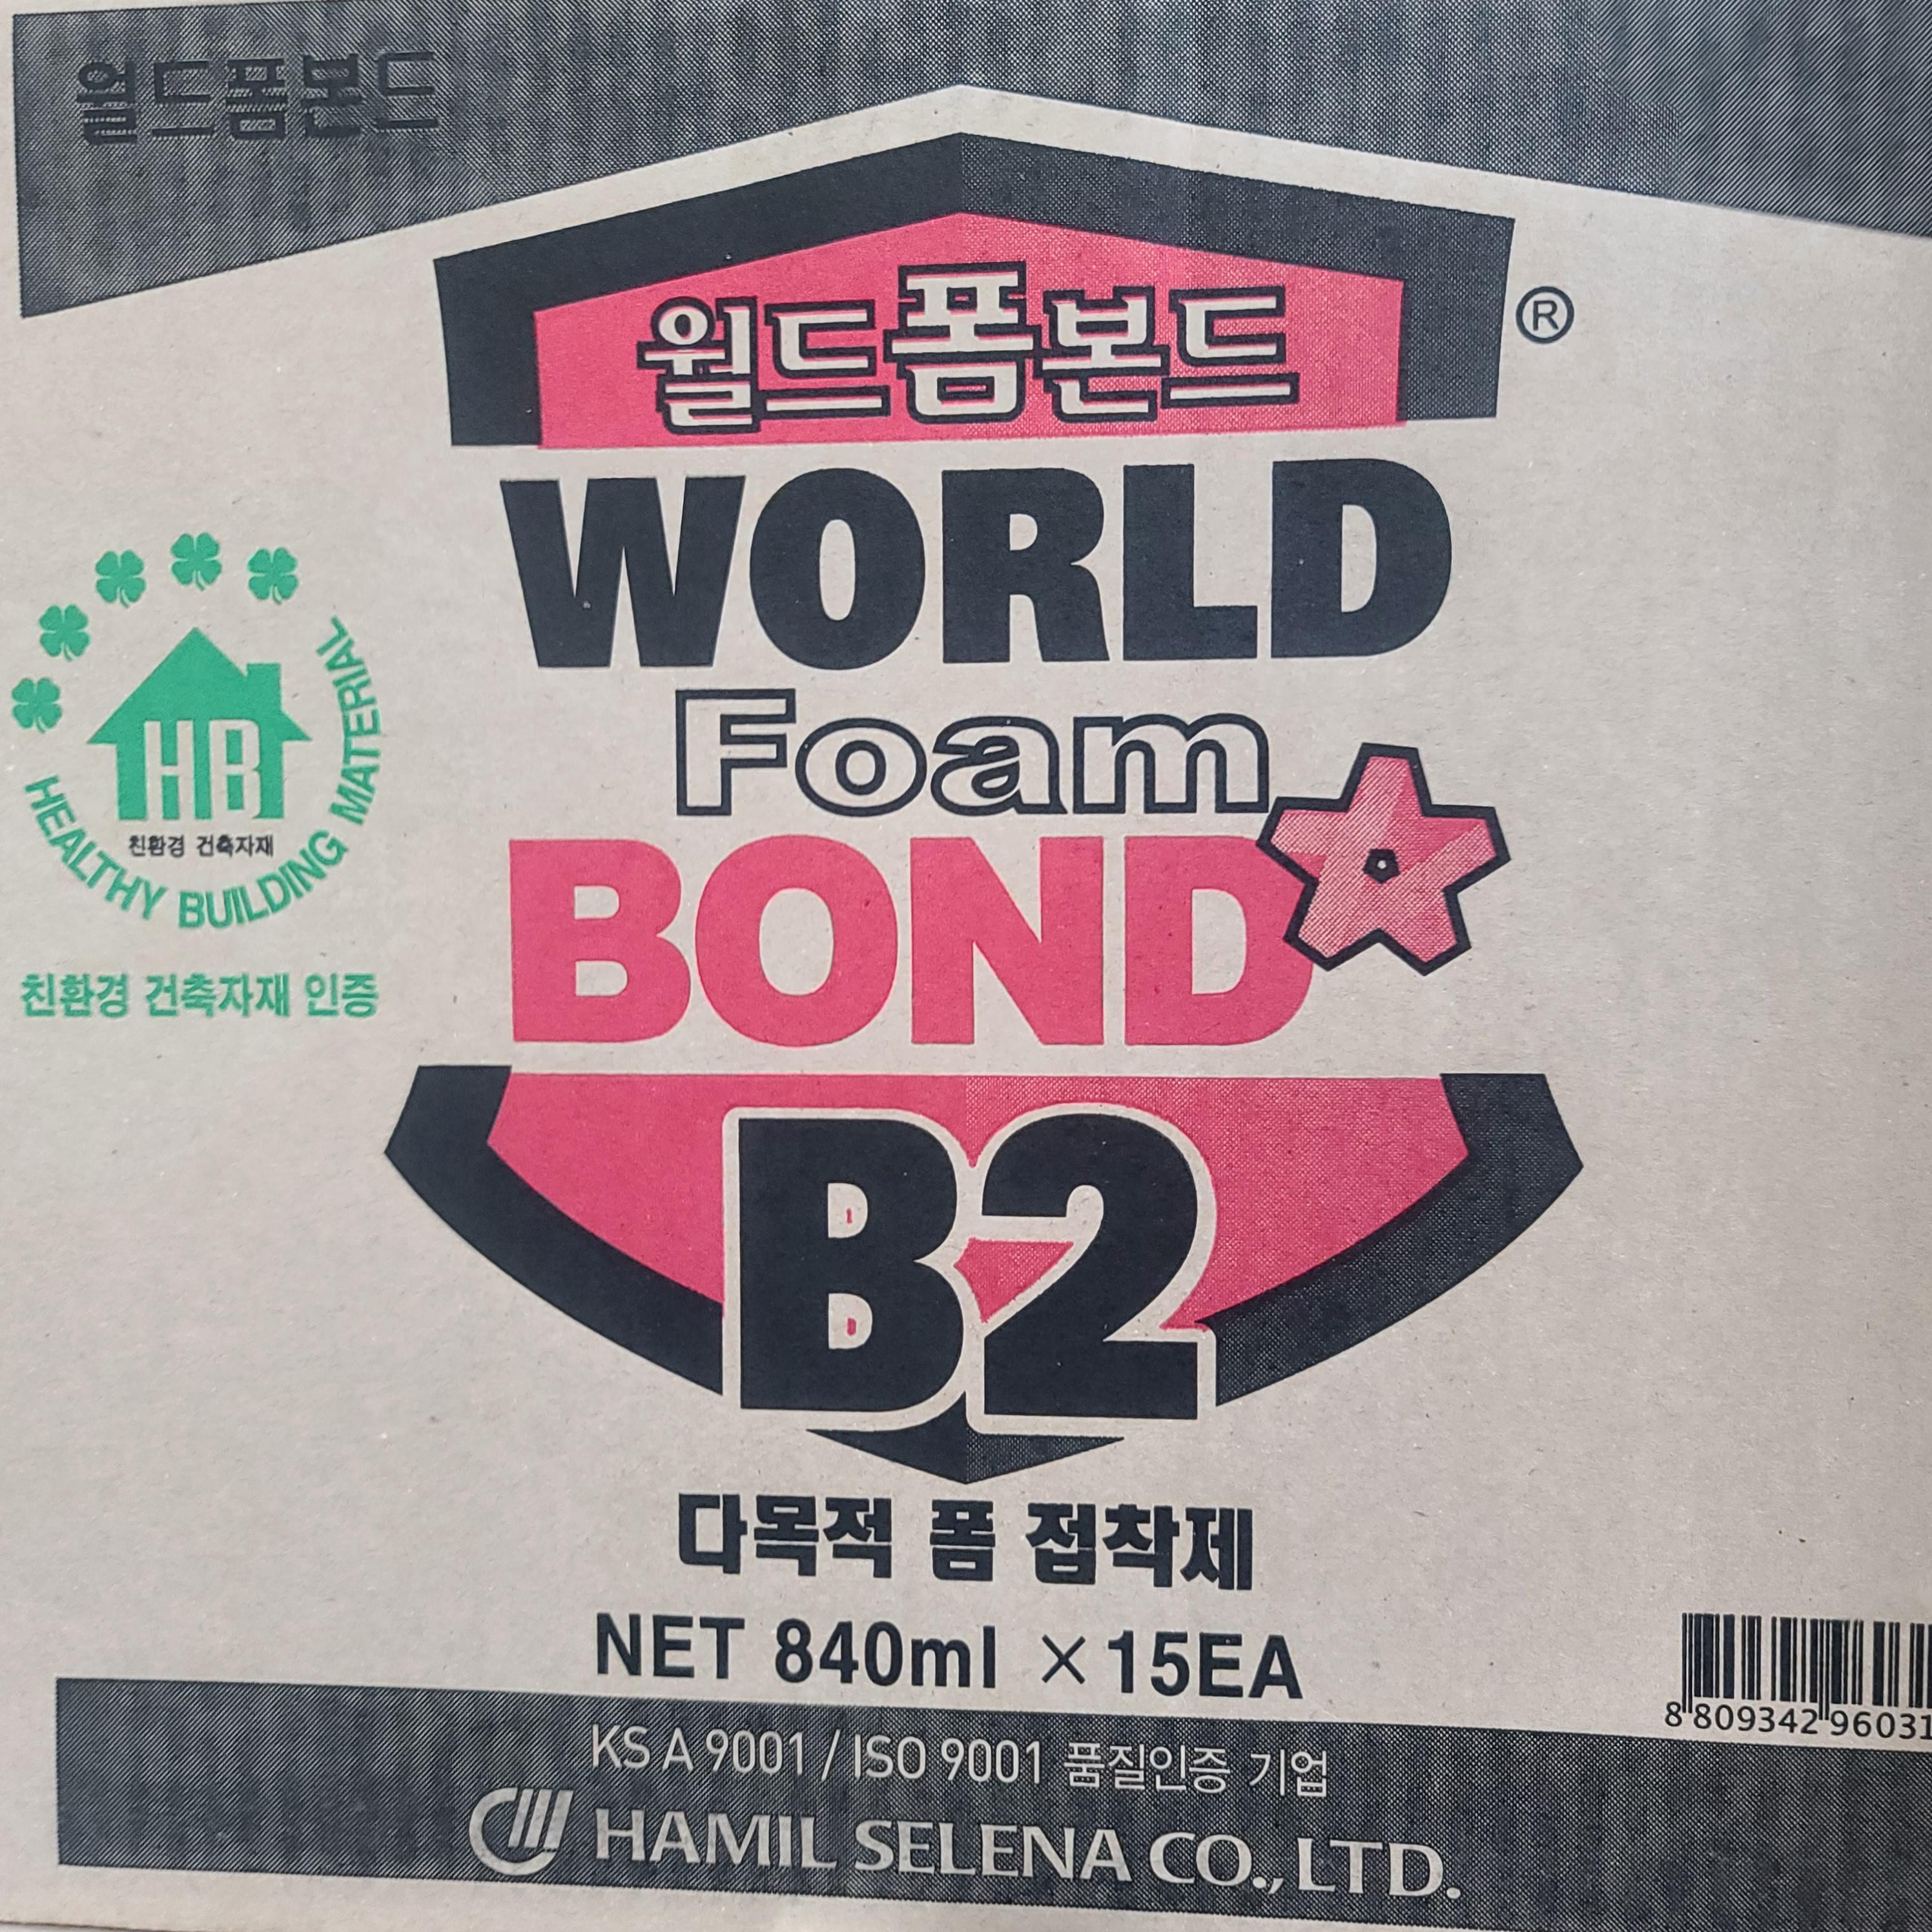 월드폼본드
월드폼본드
®
WORLD
Foam
BOND
HB
친환경 건축자재
HEALTHY BUILDING MATERIAL
친환경 건축자재 인증
B2
다목적 폼 접착제
NET 840ml ×15EA
8 809342 96031
KS A 9001 / ISO 9001 품질인증 기업
HAMIL SELENA CO., LTD.